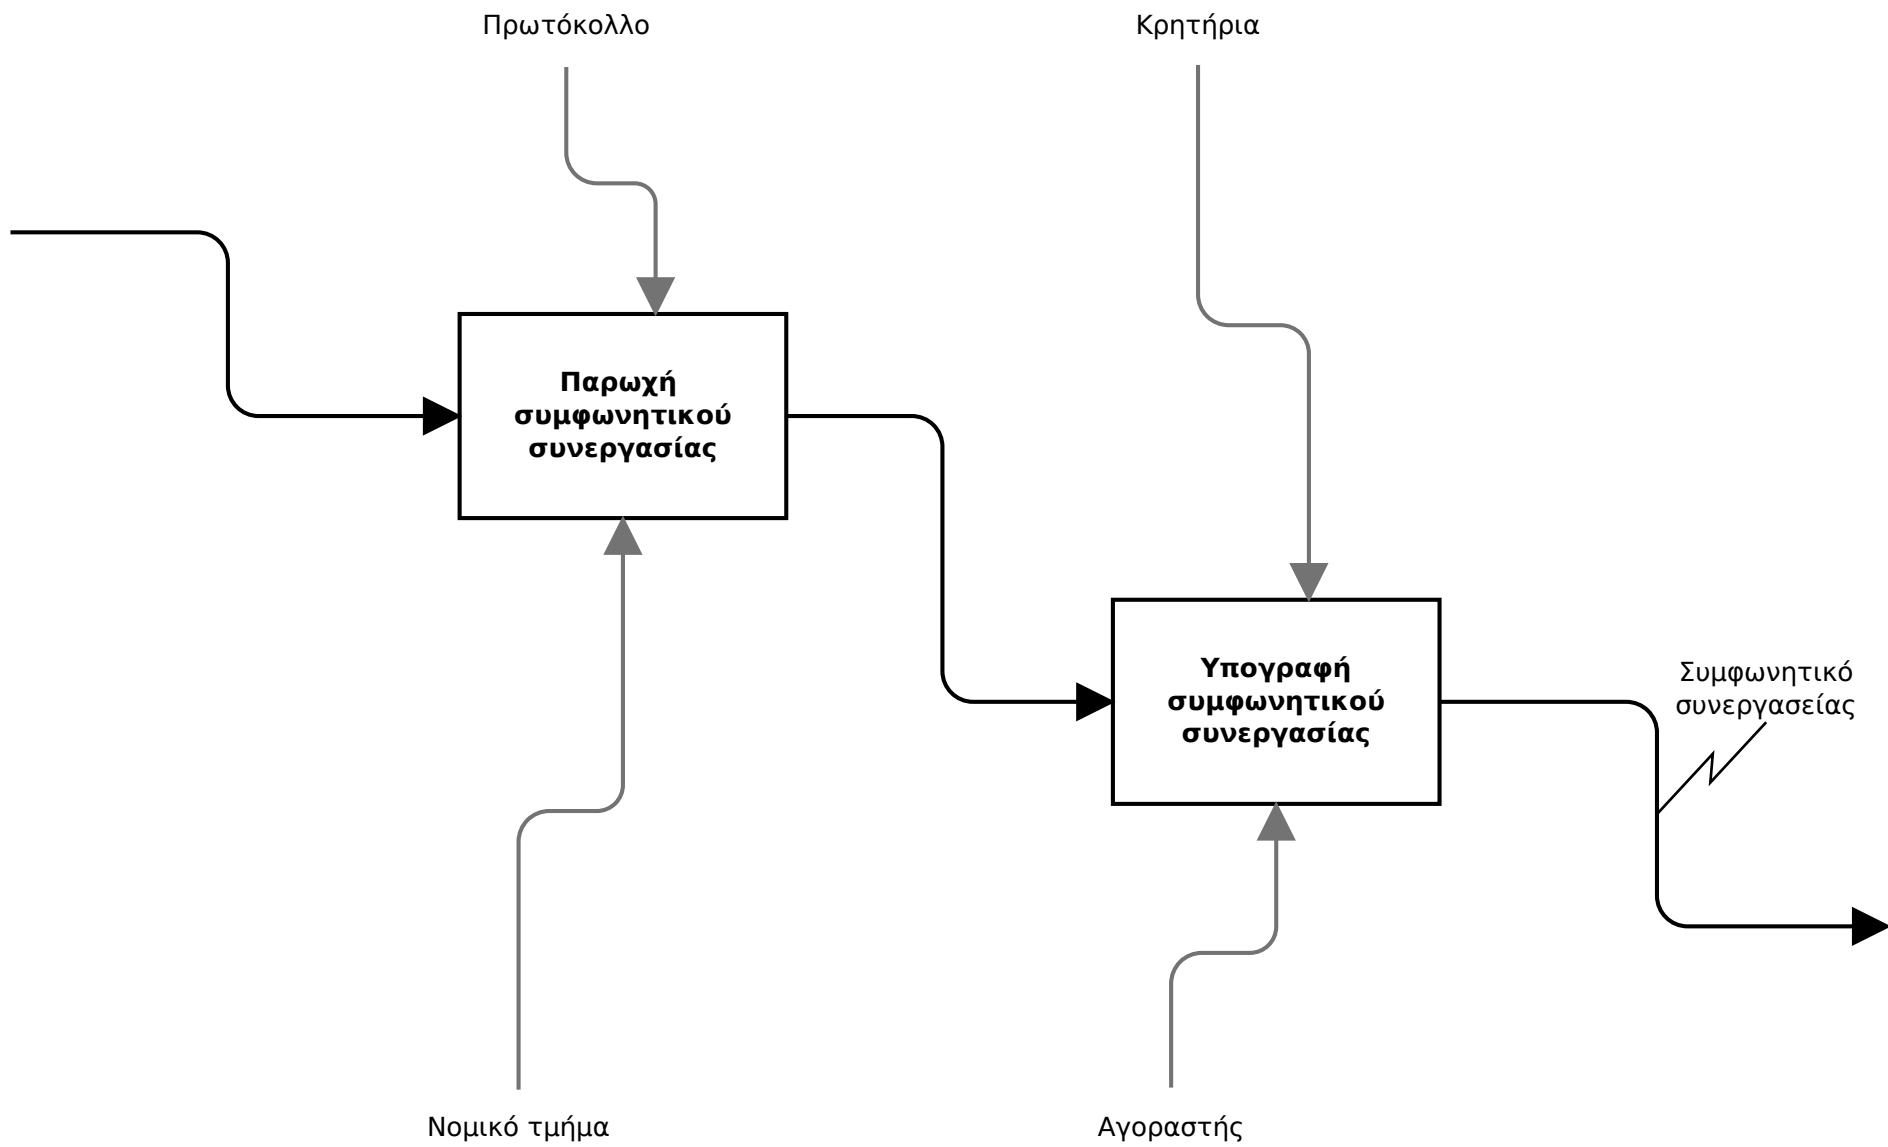 Πρωτόκολλο
Κρητήρια
Παρωχή
συμφωνητικού
συνεργασίας
Υπογραφή
συμφωνητικού
συνεργασίας
Συμφωνητικό
συνεργασείας
Νομικό τμήμα
Αγοραστής